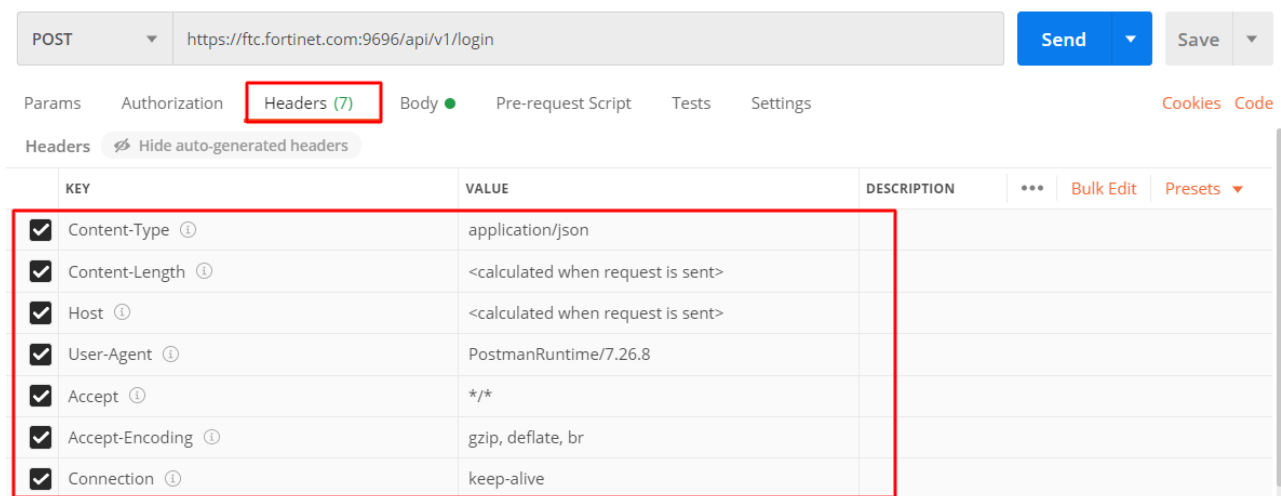 POST https://ftc.fortinet.com:9696/api/v1/login Send Save
Params Authorization Headers (7) Body Pre-request Script Tests Settings Cookies Code
Headers Hide auto-generated headers
KEY VALUE DESCRIPTION ••• Bulk Edit Presets
Content-Type application/json
Content-Length <calculated when request is sent>
Host <calculated when request is sent>
User-Agent PostmanRuntime/7.26.8
Accept */*
Accept-Encoding gzip, deflate, br
Connection keep-alive